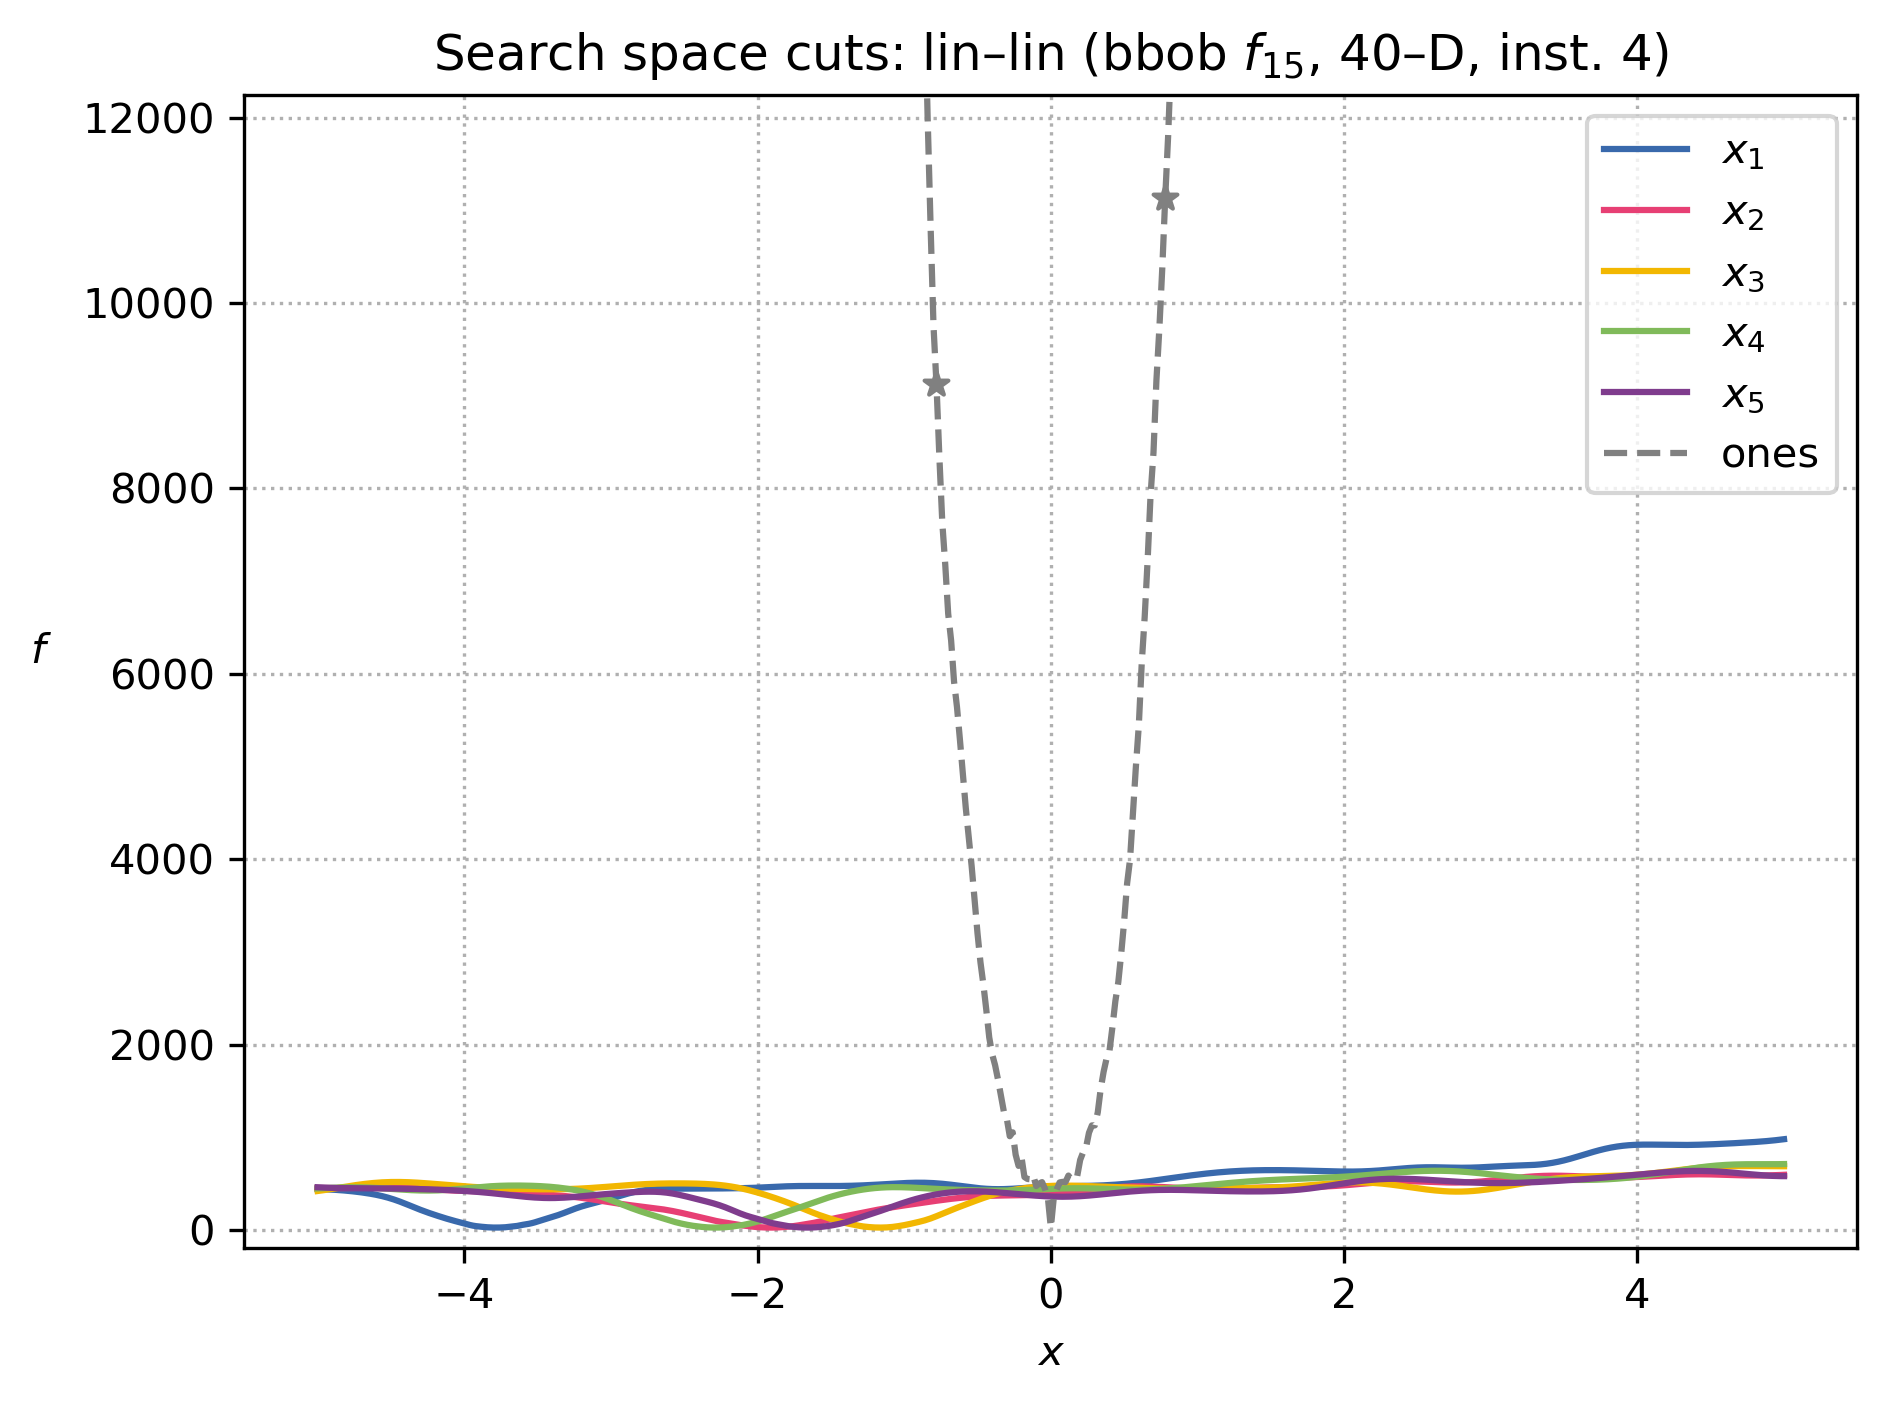 Search space cuts: lin–lin (bbob f₁₅, 40–D, inst. 4)
12000
10000
8000
6000
4000
2000
0
f
−4
−2
0
2
4
x
x₁
x₂
x₃
x₄
x₅
ones